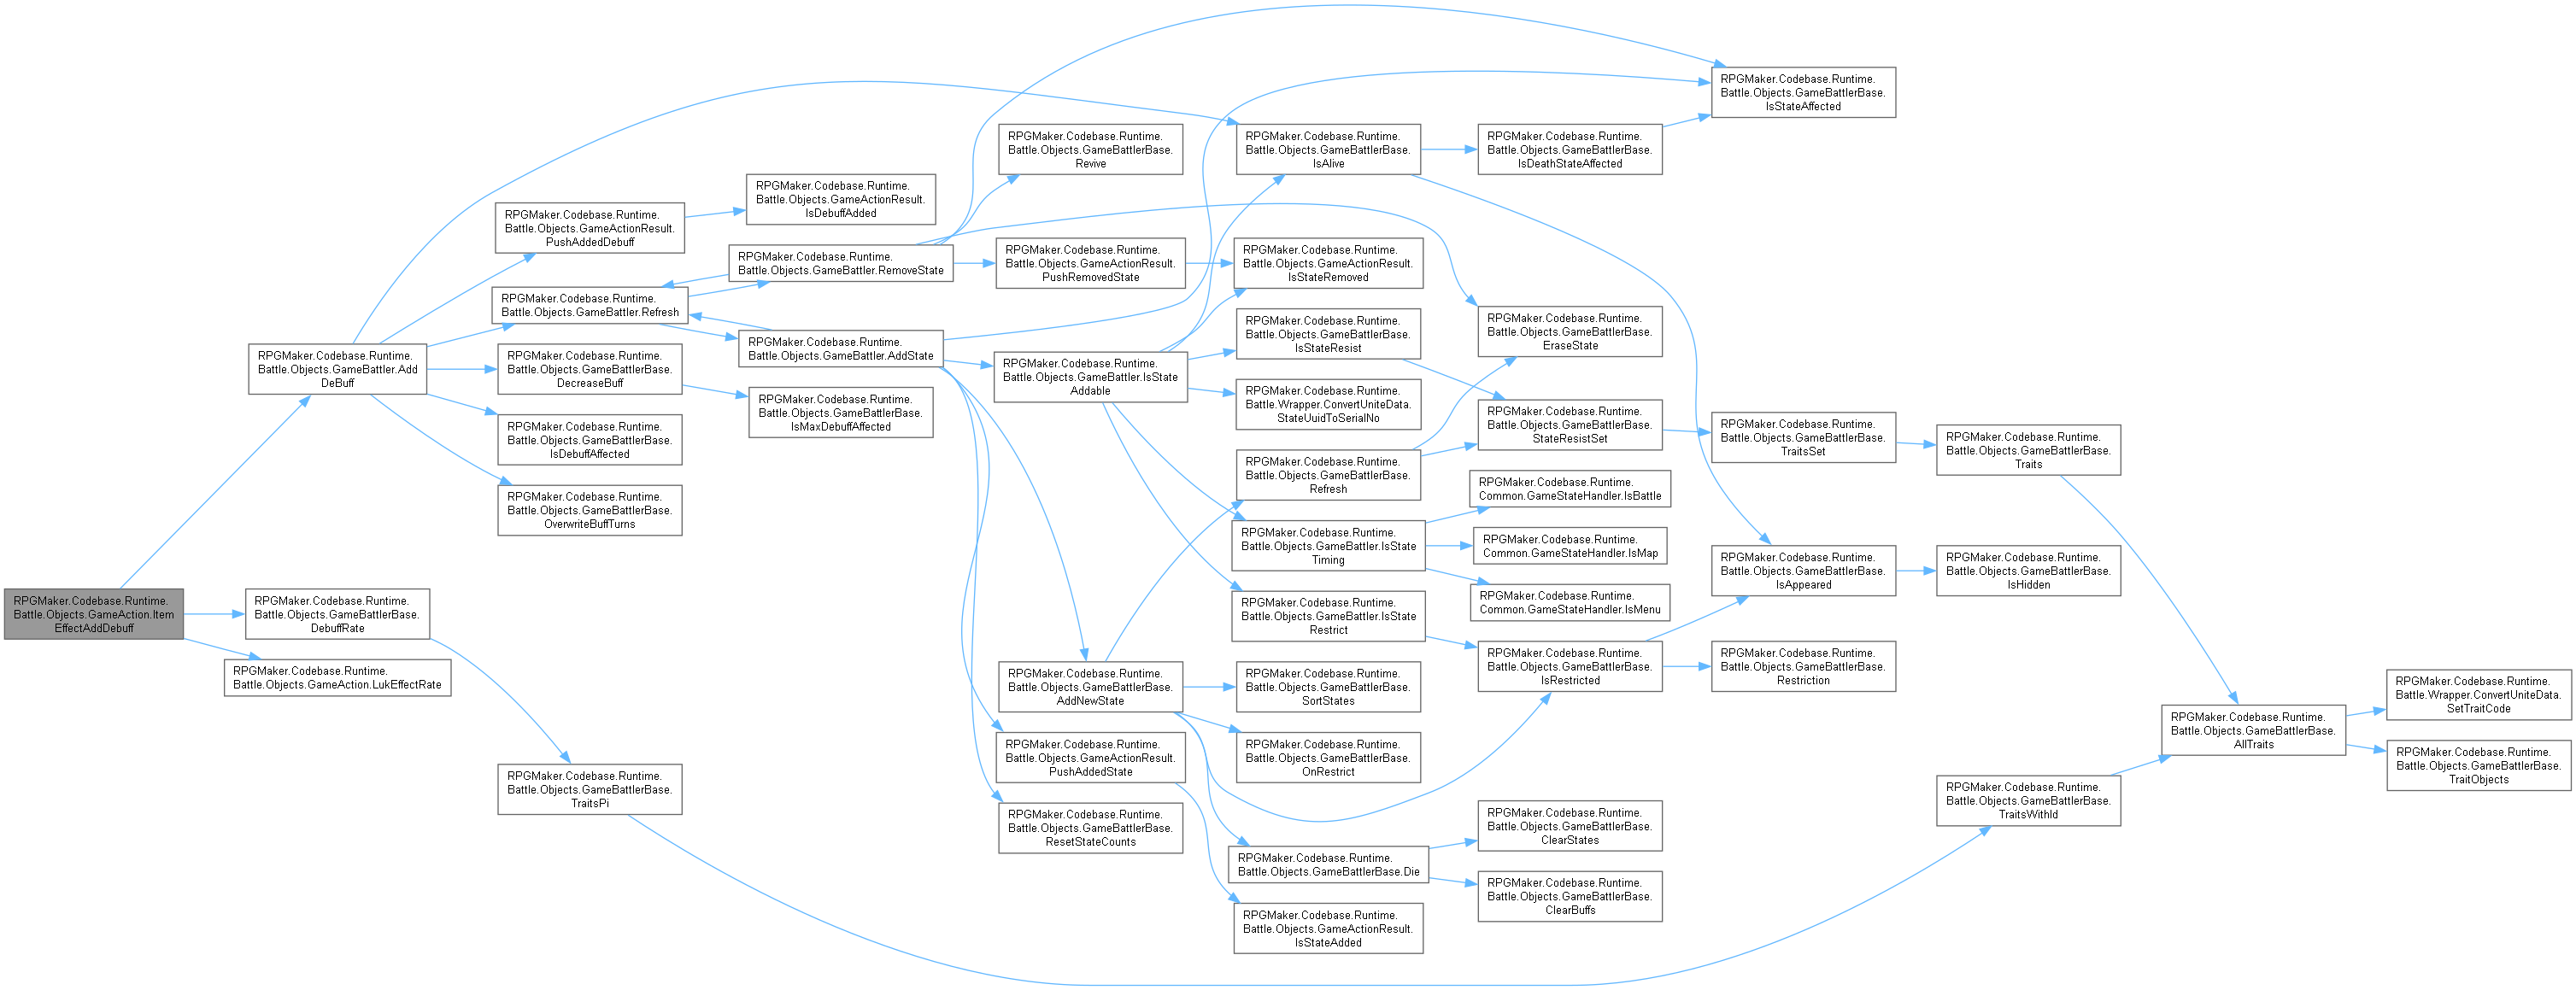 RPGMaker.Codebase.Runtime.
Battle.Objects.GameAction.Item
EffectAddDebuff
RPGMaker.Codebase.Runtime.
Battle.Objects.GameBattler.Add
DeBuff
RPGMaker.Codebase.Runtime.
Battle.Objects.GameBattlerBase.
DebuffRate
RPGMaker.Codebase.Runtime.
Battle.Objects.GameAction.LukEffectRate
RPGMaker.Codebase.Runtime.
Battle.Objects.GameActionResult.
PushAddedDebuff
RPGMaker.Codebase.Runtime.
Battle.Objects.GameBattler.Refresh
RPGMaker.Codebase.Runtime.
Battle.Objects.GameBattlerBase.
DecreaseBuff
RPGMaker.Codebase.Runtime.
Battle.Objects.GameBattlerBase.
IsDebuffAffected
RPGMaker.Codebase.Runtime.
Battle.Objects.GameBattlerBase.
OverwriteBuffTurns
RPGMaker.Codebase.Runtime.
Battle.Objects.GameBattlerBase.
TraitsPi
RPGMaker.Codebase.Runtime.
Battle.Objects.GameActionResult.
IsDebuffAdded
RPGMaker.Codebase.Runtime.
Battle.Objects.GameBattler.RemoveState
RPGMaker.Codebase.Runtime.
Battle.Objects.GameBattler.AddState
RPGMaker.Codebase.Runtime.
Battle.Objects.GameBattlerBase.
IsMaxDebuffAffected
RPGMaker.Codebase.Runtime.
Battle.Objects.GameBattlerBase.
Revive
RPGMaker.Codebase.Runtime.
Battle.Objects.GameActionResult.
PushRemovedState
RPGMaker.Codebase.Runtime.
Battle.Objects.GameBattler.IsState
Addable
RPGMaker.Codebase.Runtime.
Battle.Objects.GameBattlerBase.
AddNewState
RPGMaker.Codebase.Runtime.
Battle.Objects.GameActionResult.
PushAddedState
RPGMaker.Codebase.Runtime.
Battle.Objects.GameBattlerBase.
ResetStateCounts
RPGMaker.Codebase.Runtime.
Battle.Objects.GameBattlerBase.
IsAlive
RPGMaker.Codebase.Runtime.
Battle.Objects.GameActionResult.
IsStateRemoved
RPGMaker.Codebase.Runtime.
Battle.Objects.GameBattlerBase.
IsStateResist
RPGMaker.Codebase.Runtime.
Battle.Wrapper.ConvertUniteData.
StateUuidToSerialNo
RPGMaker.Codebase.Runtime.
Battle.Objects.GameBattlerBase.
Refresh
RPGMaker.Codebase.Runtime.
Battle.Objects.GameBattler.IsState
Timing
RPGMaker.Codebase.Runtime.
Battle.Objects.GameBattler.IsState
Restrict
RPGMaker.Codebase.Runtime.
Battle.Objects.GameBattlerBase.
SortStates
RPGMaker.Codebase.Runtime.
Battle.Objects.GameBattlerBase.
OnRestrict
RPGMaker.Codebase.Runtime.
Battle.Objects.GameBattlerBase.Die
RPGMaker.Codebase.Runtime.
Battle.Objects.GameActionResult.
IsStateAdded
RPGMaker.Codebase.Runtime.
Battle.Objects.GameBattlerBase.
IsDeathStateAffected
RPGMaker.Codebase.Runtime.
Battle.Objects.GameBattlerBase.
EraseState
RPGMaker.Codebase.Runtime.
Battle.Objects.GameBattlerBase.
StateResistSet
RPGMaker.Codebase.Runtime.
Common.GameStateHandler.IsBattle
RPGMaker.Codebase.Runtime.
Common.GameStateHandler.IsMap
RPGMaker.Codebase.Runtime.
Common.GameStateHandler.IsMenu
RPGMaker.Codebase.Runtime.
Battle.Objects.GameBattlerBase.
IsRestricted
RPGMaker.Codebase.Runtime.
Battle.Objects.GameBattlerBase.
ClearStates
RPGMaker.Codebase.Runtime.
Battle.Objects.GameBattlerBase.
ClearBuffs
RPGMaker.Codebase.Runtime.
Battle.Objects.GameBattlerBase.
IsStateAffected
RPGMaker.Codebase.Runtime.
Battle.Objects.GameBattlerBase.
TraitsSet
RPGMaker.Codebase.Runtime.
Battle.Objects.GameBattlerBase.
IsAppeared
RPGMaker.Codebase.Runtime.
Battle.Objects.GameBattlerBase.
Restriction
RPGMaker.Codebase.Runtime.
Battle.Objects.GameBattlerBase.
Traits
RPGMaker.Codebase.Runtime.
Battle.Objects.GameBattlerBase.
IsHidden
RPGMaker.Codebase.Runtime.
Battle.Objects.GameBattlerBase.
TraitsWithId
RPGMaker.Codebase.Runtime.
Battle.Objects.GameBattlerBase.
AllTraits
RPGMaker.Codebase.Runtime.
Battle.Wrapper.ConvertUniteData.
SetTraitCode
RPGMaker.Codebase.Runtime.
Battle.Objects.GameBattlerBase.
TraitObjects